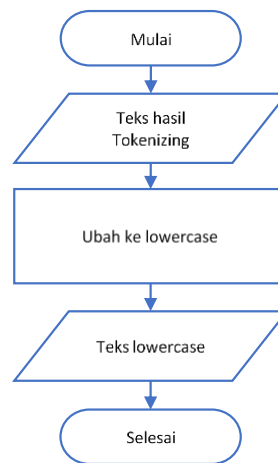 Mulai
Teks hasil
Tokenizing
Ubah ke lowercase
Teks lowercase
Selesai